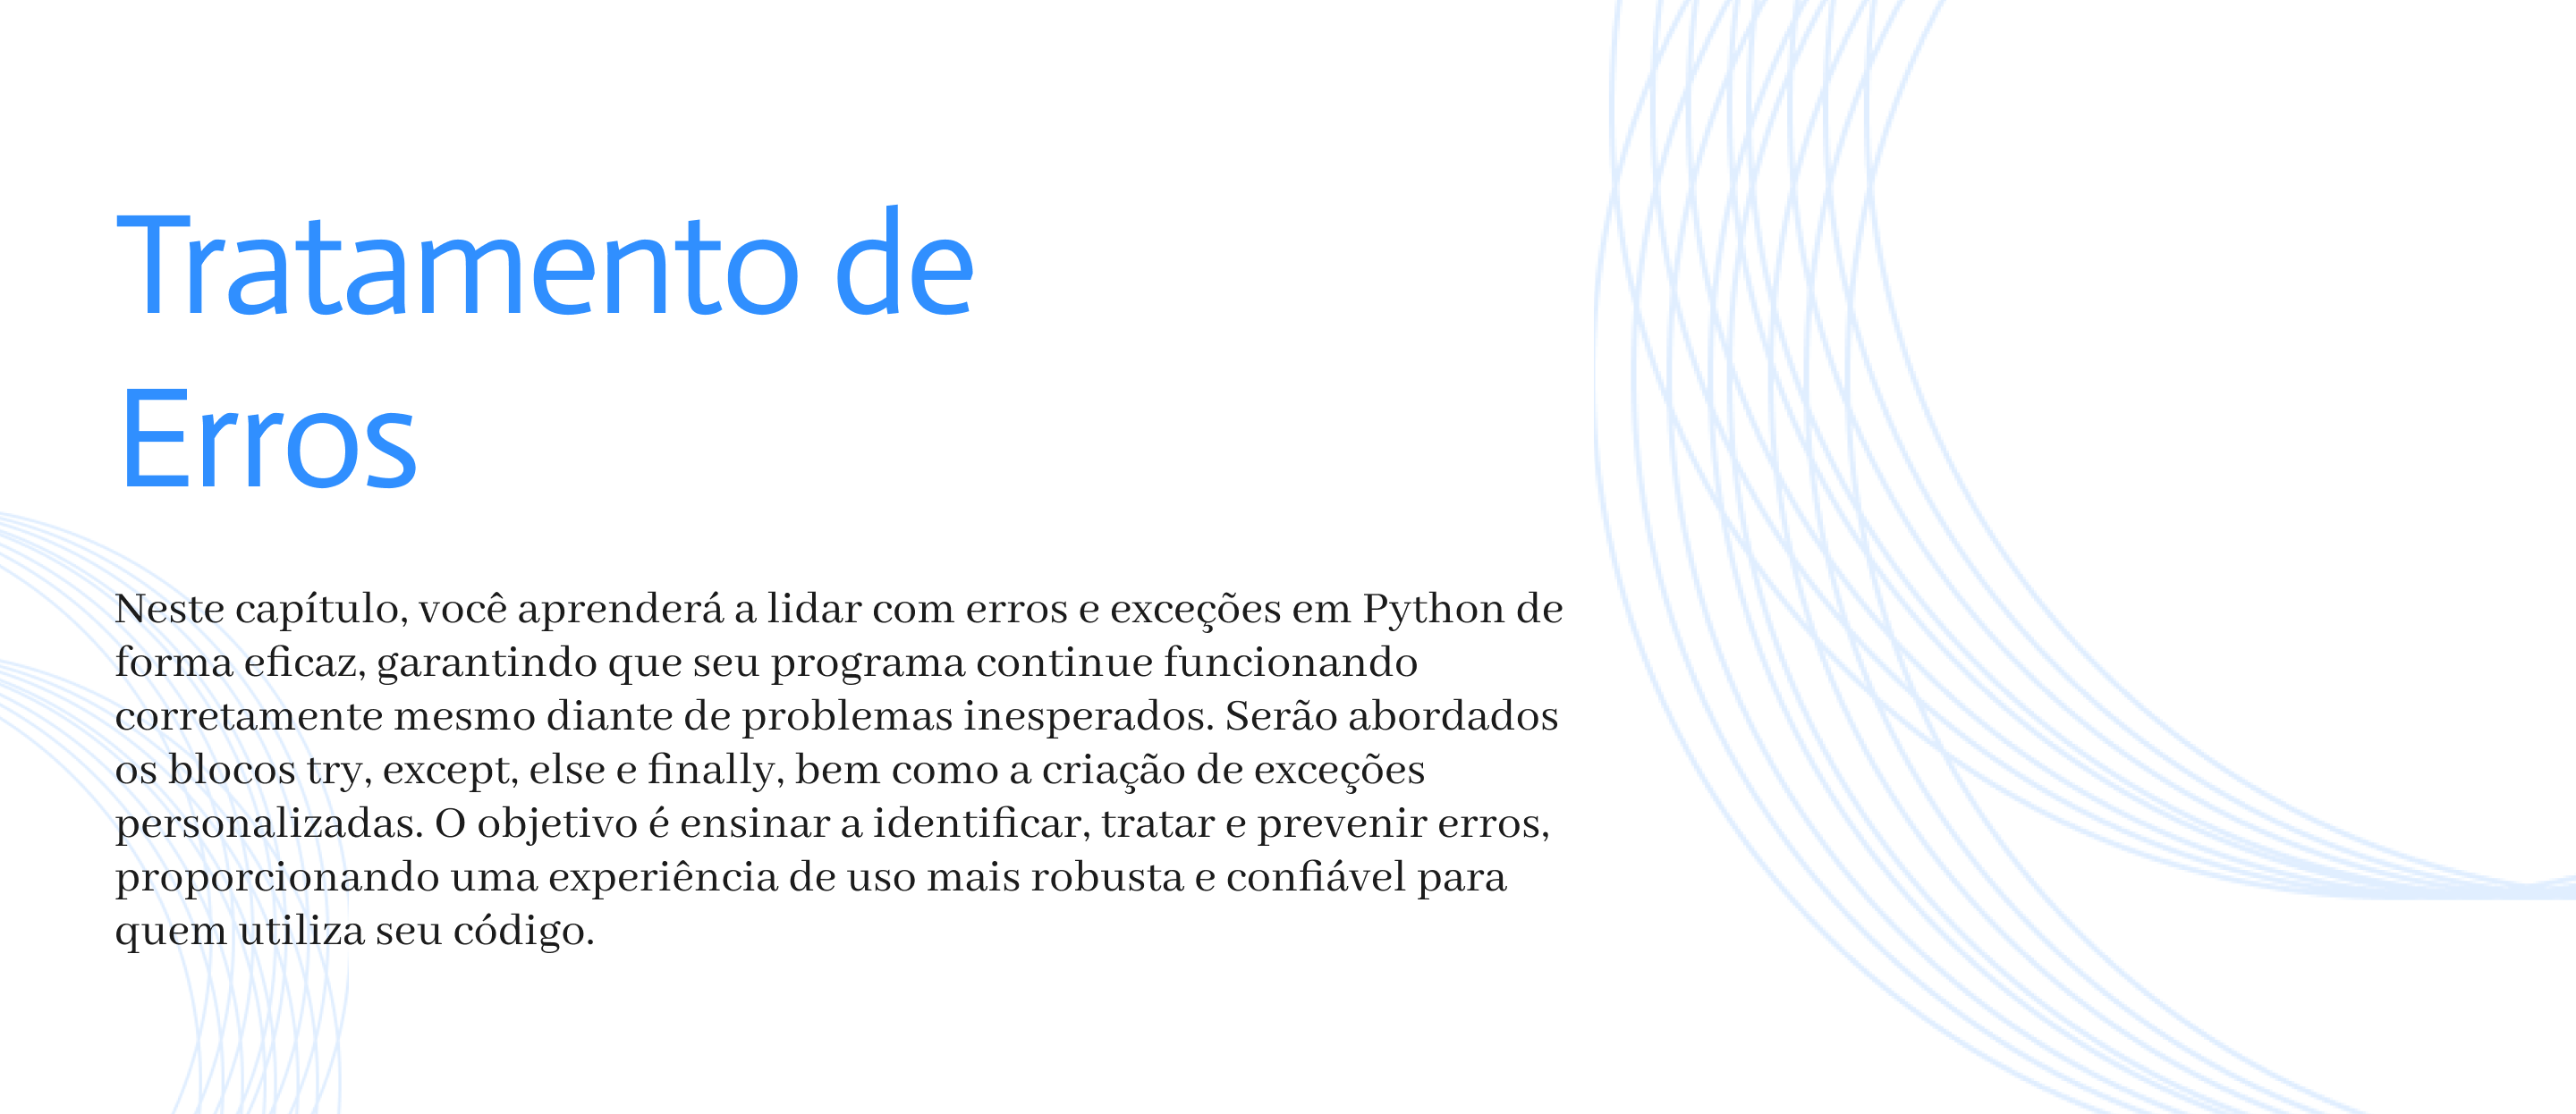 Tratamento de
Erros
Neste capítulo, você aprenderá a lidar com erros e exceções em Python de
forma eficaz, garantindo que seu programa continue funcionando
corretamente mesmo diante de problemas inesperados. Serão abordados
os blocos try, except, else e finally, bem como a criação de exceções
personalizadas. O objetivo é ensinar a identificar, tratar e prevenir erros,
proporcionando uma experiência de uso mais robusta e confiável para
quem utiliza seu código.